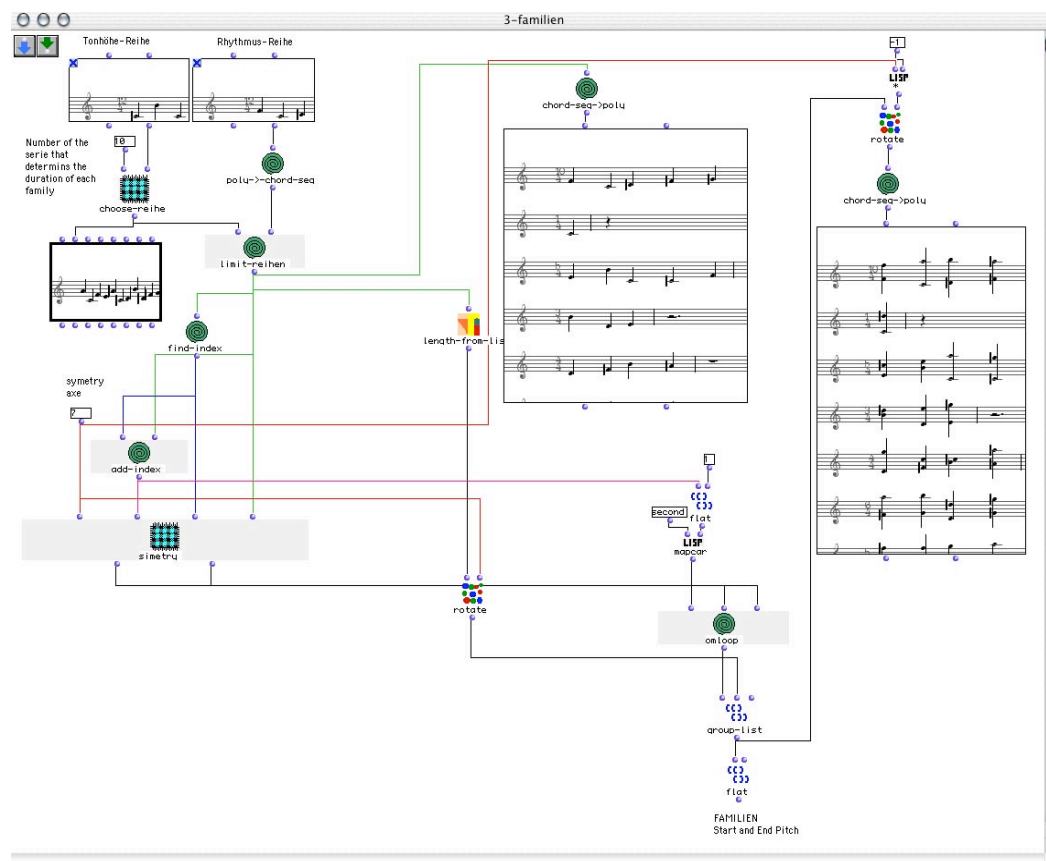 3-familien
Tonhöhe-Reihe
Rhythmus-Reihe
-1
LISP
*
chord-seq->poly
rotate
Number of the
serie that
determins the
duration of each
family
10
poly->-chord-seq
choose-reihe
chord-seq->poly
limit-reihen
find-index
length-from-lis
symetry
axe
7
add-index
1
flat
second
LISP
mapcar
simetry
rotate
omloop
group-list
flat
FAMILIEN
Start and End Pitch